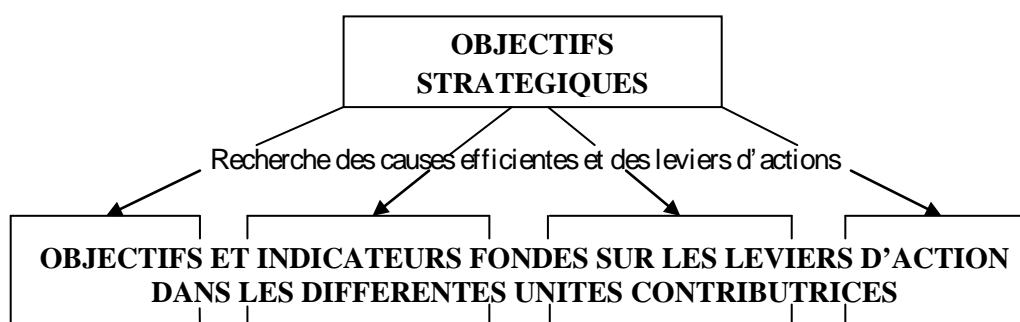 OBJECTIFS
STRATEGIQUES
Recherche des causes efficientes et des leviers d'actions
OBJECTIFS ET INDICATEURS FONDES SUR LES LEVIERS D'ACTION
DANS LES DIFFERENTES UNITES CONTRIBUTRICES